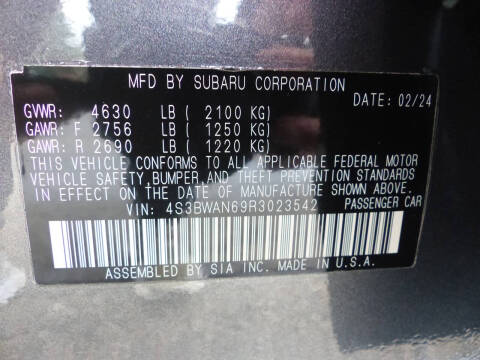 MFD BY SUBARU CORPORATION
DATE: 02/24
GVWR: 4630 LB ( 2100 KG)
GAWR: F 2756 LB ( 1250 KG)
GAWR: R 2690 LB ( 1220 KG)
THIS VEHICLE CONFORMS TO ALL APPLICABLE FEDERAL MOTOR
VEHICLE SAFETY, BUMPER, AND THEFT PREVENTION STANDARDS
IN EFFECT ON THE DATE OF MANUFACTURE SHOWN ABOVE.
VIN: 4S3BWAN69R3023542 PASSENGER CAR
ASSEMBLED BY SIA INC. MADE IN U.S.A.